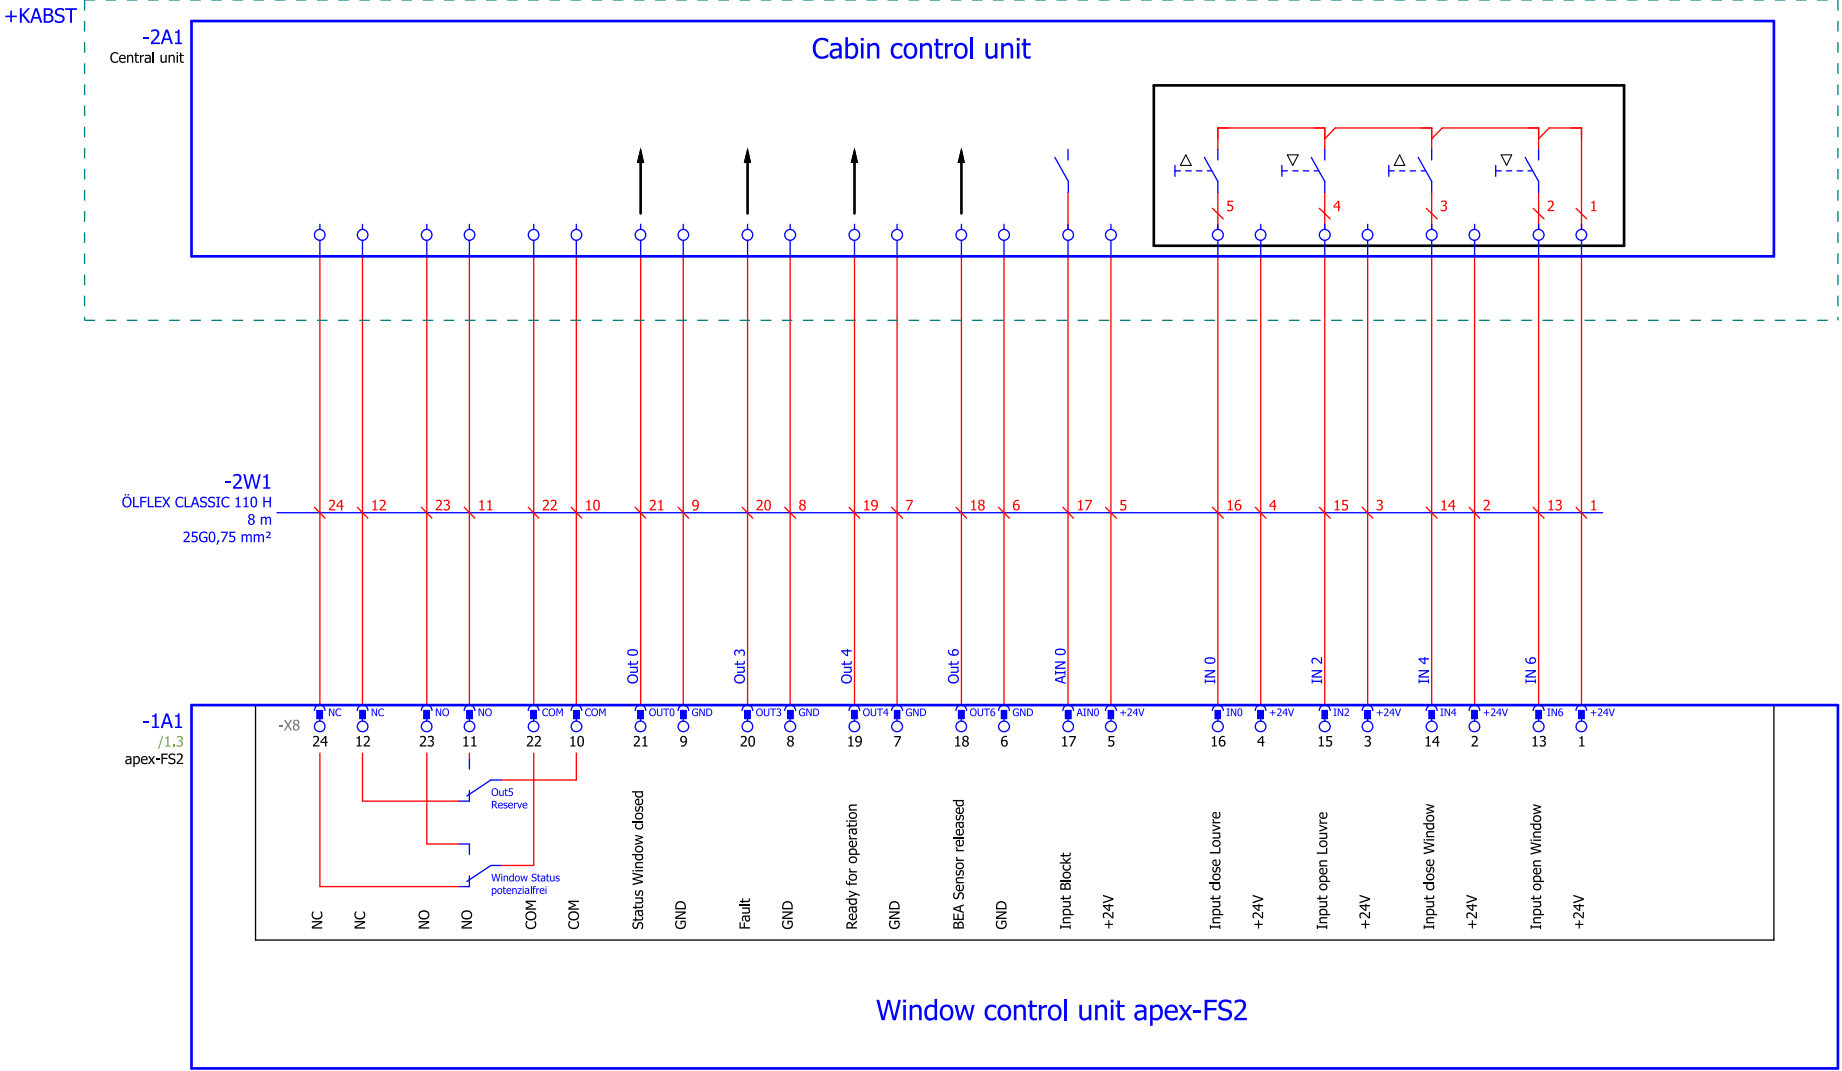 +KABST
-2A1
Central unit
Cabin control unit
5 4 3 2 1
-2W1
ÖLFLEX CLASSIC 110 H
8 m
25G0,75 mm²
24 12 23 11 22 10 21 9 20 8 19 7 18 6 17 5 16 4 15 3 14 2 13 1
Out 0 Out 3 Out 4 Out 6 AIN 0 IN 0 IN 2 IN 4 IN 6
-1A1
/1.3
apex-FS2
-X8
NC NC NO NO COM COM OUT0 GND OUT3 GND OUT4 GND OUT6 GND AIN0 +24V IN0 +24V IN2 +24V IN4 +24V IN6 +24V
24 12 23 11 22 10 21 9 20 8 19 7 18 6 17 5 16 4 15 3 14 2 13 1
Out5
Reserve
Window Status
potenzialfrei
NC
NC
NO
NO
COM
COM
Status Window closed
GND
Fault
GND
Ready for operation
GND
BEA Sensor released
GND
Input Blockt
+24V
Input close Louvre
+24V
Input open Louvre
+24V
Input close Window
+24V
Input open Window
+24V
Window control unit apex-FS2